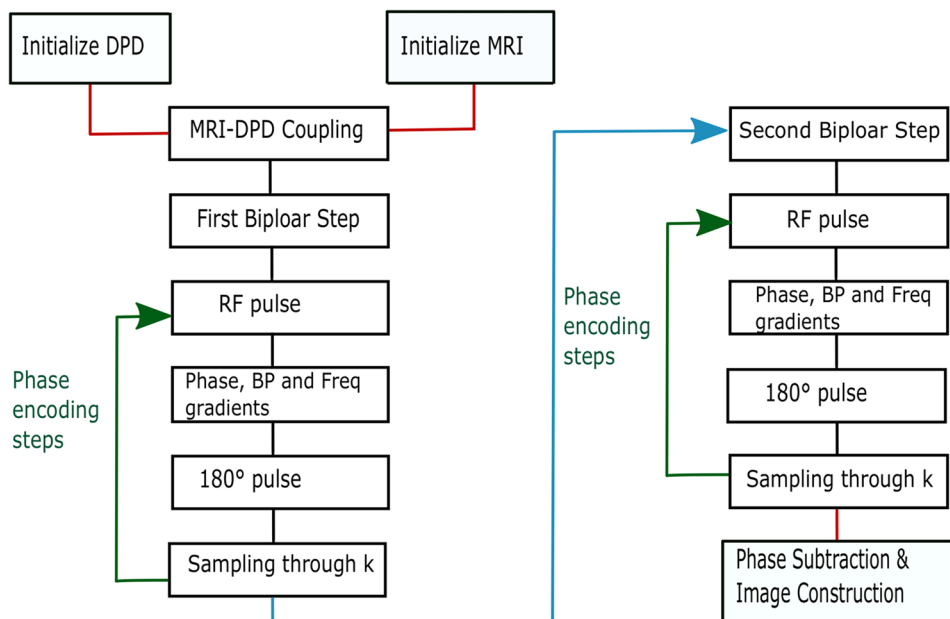 Initialize DPD
Initialize MRI
MRI-DPD Coupling
First Biploar Step
RF pulse
Phase, BP and Freq
gradients
180° pulse
Sampling through k
Phase
encoding
steps
Second Biploar Step
RF pulse
Phase, BP and Freq
gradients
180° pulse
Sampling through k
Phase
encoding
steps
Phase Subtraction &
Image Construction